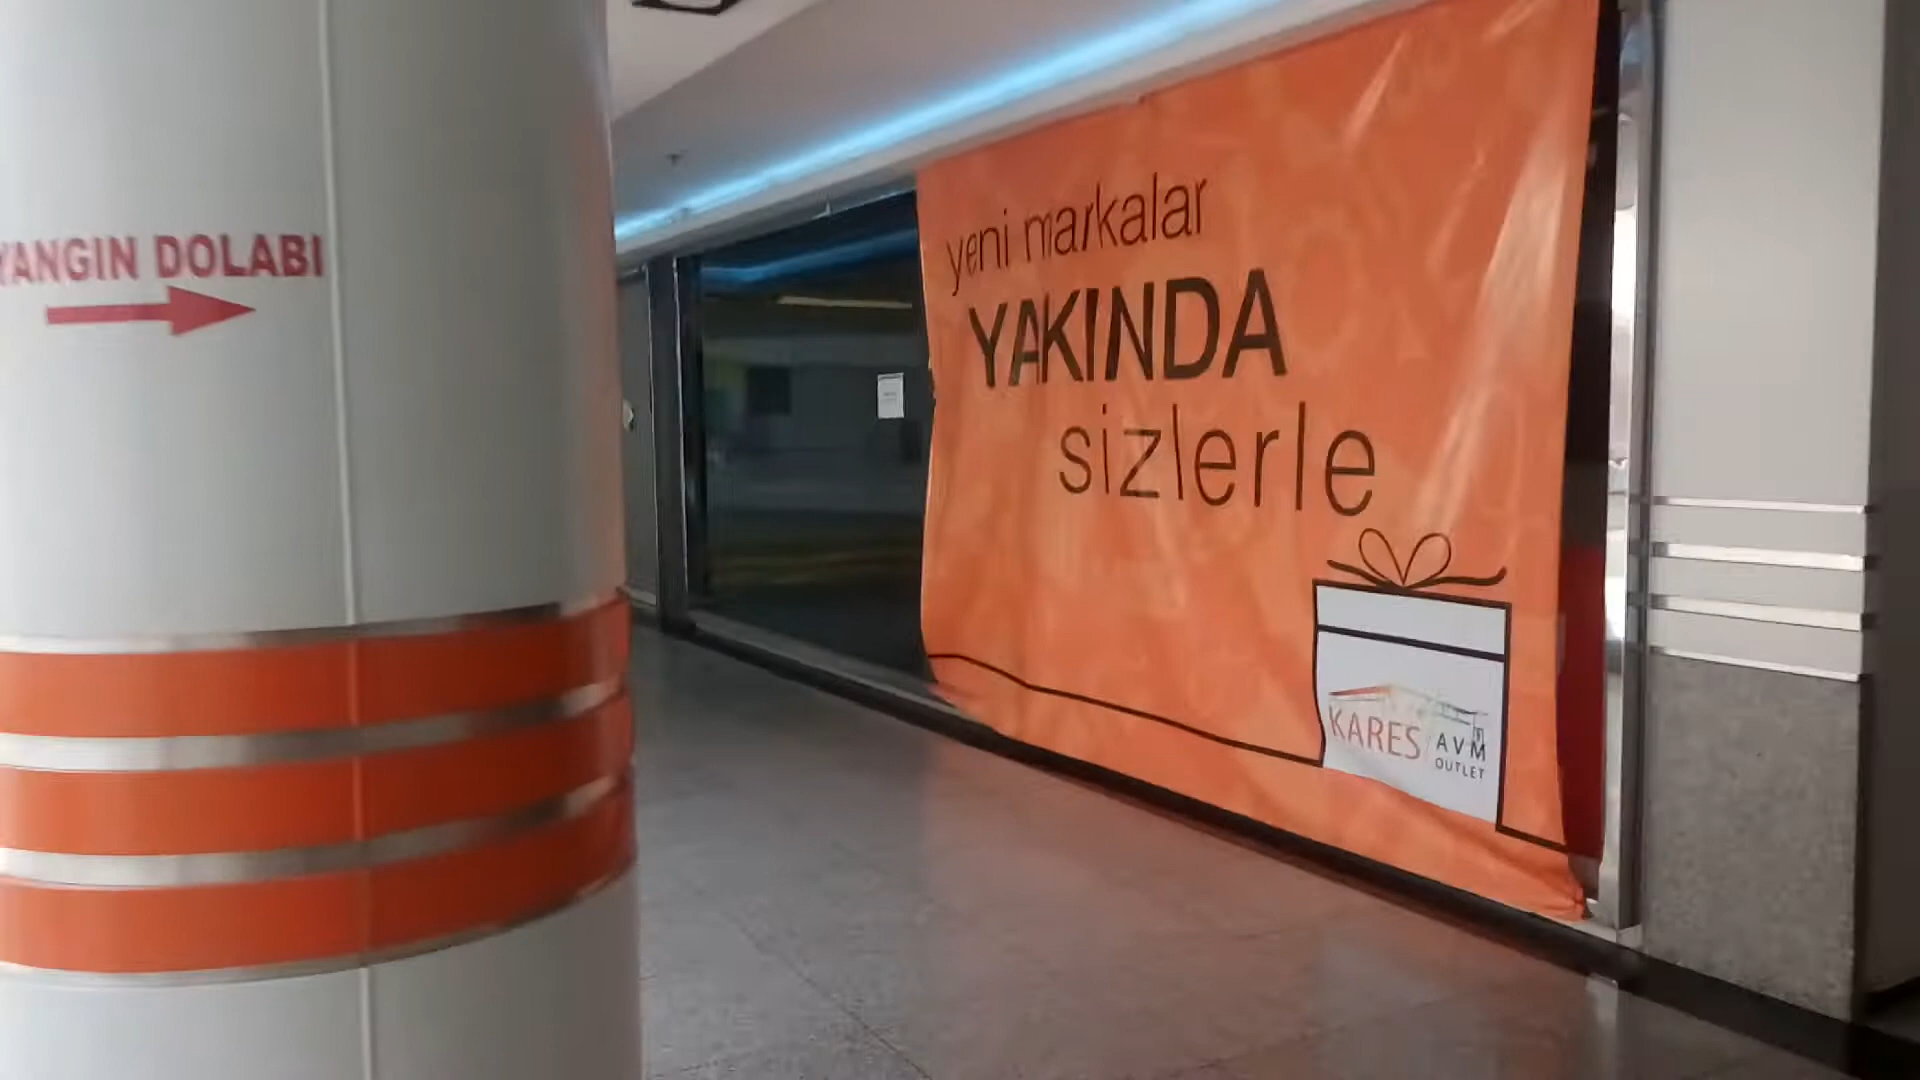 YANGIN DOLABI
yeni markalar
YAKINDA
sizlerle
KARES AVM
OUTLET